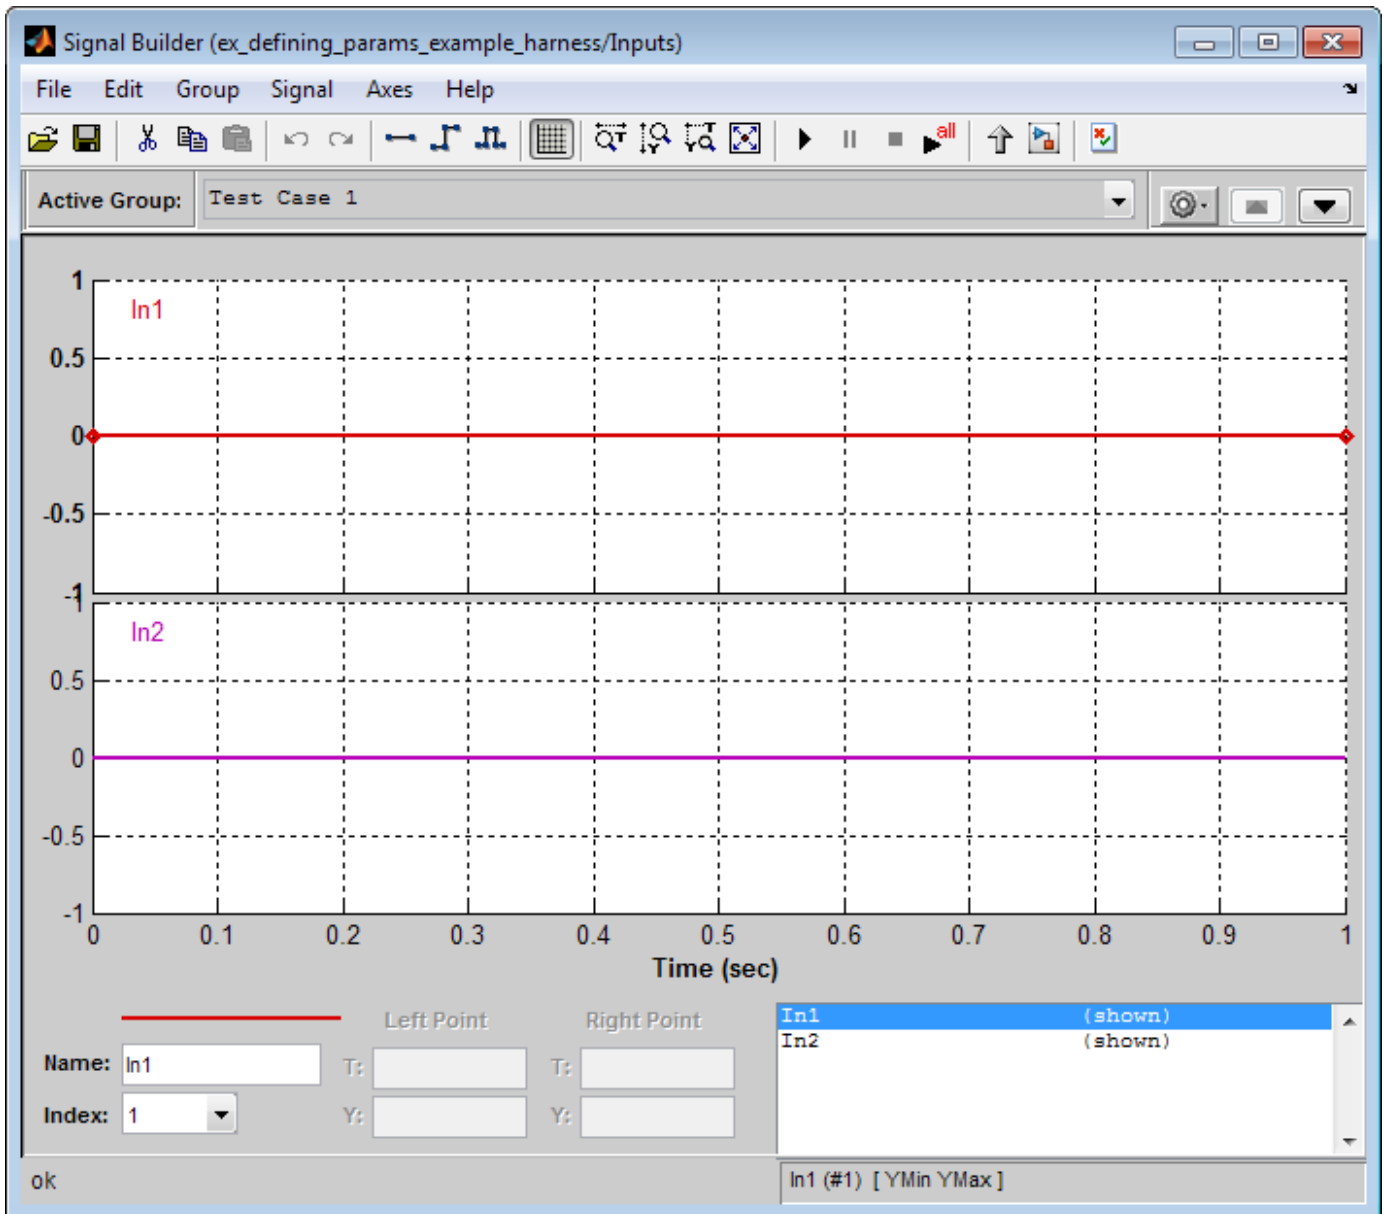 Signal Builder (ex_defining_params_example_harness/Inputs)
File Edit Group Signal Axes Help
all
Active Group: Test Case 1
1
In1
0.5
0
-0.5
-1
1
In2
0.5
0
-0.5
-1
0 0.1 0.2 0.3 0.4 0.5 0.6 0.7 0.8 0.9 1
Time (sec)
Left Point Right Point
In1 (shown)
In2 (shown)
Name: In1 T: T:
Index: 1 Y: Y:
ok
In1 (#1) [ YMin YMax ]